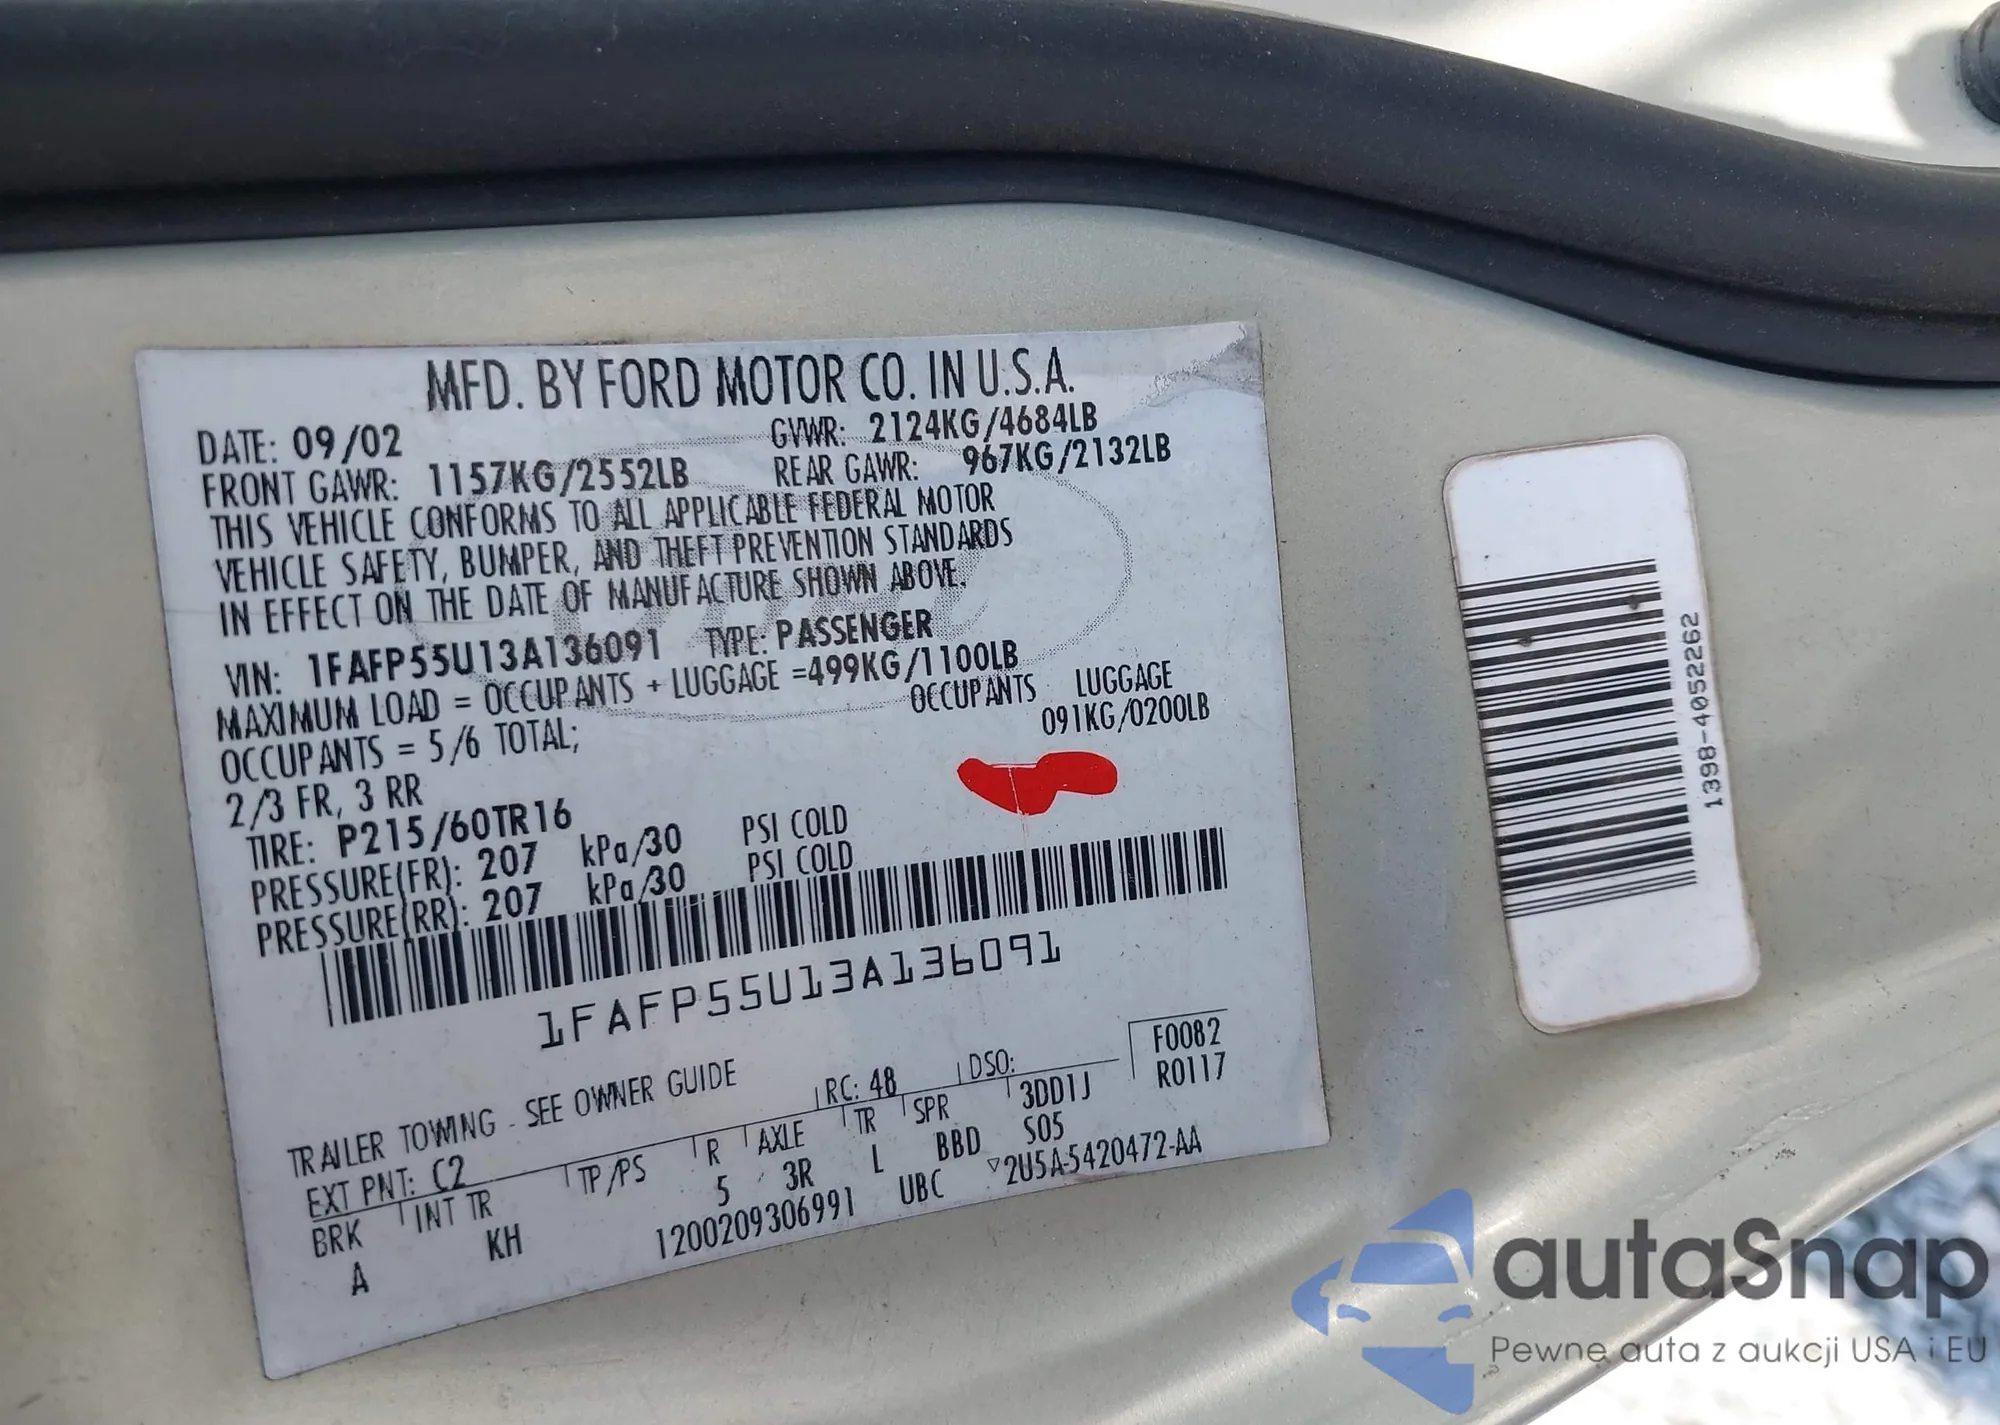 MFD. BY FORD MOTOR CO. IN U.S.A.
DATE: 09/02 GVWR: 2124KG/4684LB
FRONT GAWR: 1157KG/2552LB REAR GAWR: 967KG/2132LB
THIS VEHICLE CONFORMS TO ALL APPLICABLE FEDERAL MOTOR
VEHICLE SAFETY, BUMPER, AND THEFT PREVENTION STANDARDS
IN EFFECT ON THE DATE OF MANUFACTURE SHOWN ABOVE.
VIN: 1FAFP55U13A136091 TYPE: PASSENGER
MAXIMUM LOAD = OCCUPANTS + LUGGAGE =499KG/1100LB
OCCUPANTS = 5/6 TOTAL; OCCUPANTS LUGGAGE
2/3 FR, 3 RR 091KG/0200LB
TIRE: P215/60TR16
PRESSURE(FR): 207 kPa/30 PSI COLD
PRESSURE(RR): 207 kPa/30 PSI COLD
1FAFP55U13A136091
TRAILER TOWING - SEE OWNER GUIDE
EXT PNT: C2 RC: 48 DSO: F0082
BRK INT TR TP/PS R AXLE TR SPR 3DD1J R0117
A KH 5 3R L BBD S05
1200209306991 UBC ▽2U5A-5420472-AA
1398-4052262
autaSnap
Pewne auta z aukcji USA i EU